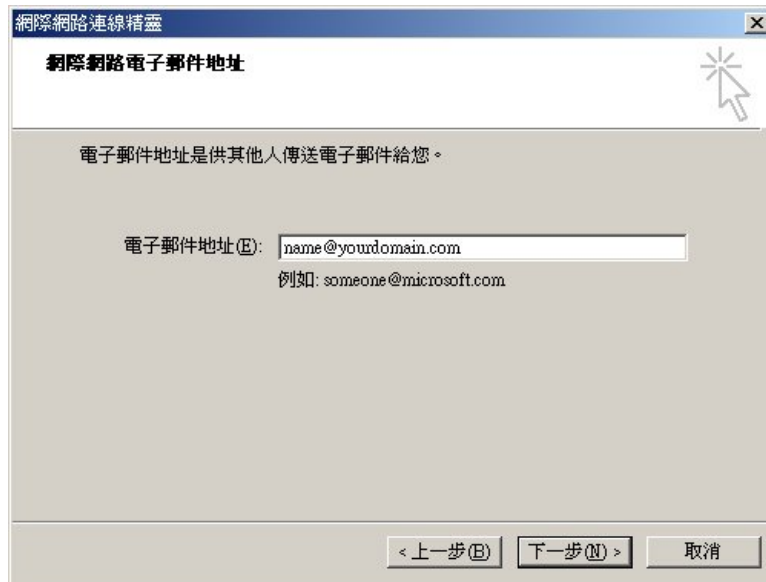 網際網路連線精靈
網際網路電子郵件地址
電子郵件地址是供其他人傳送電子郵件給您。
電子郵件地址(E): name@yourdomain.com
例如: someone@microsoft.com
<上一步(B) 下一步(N)> 取消